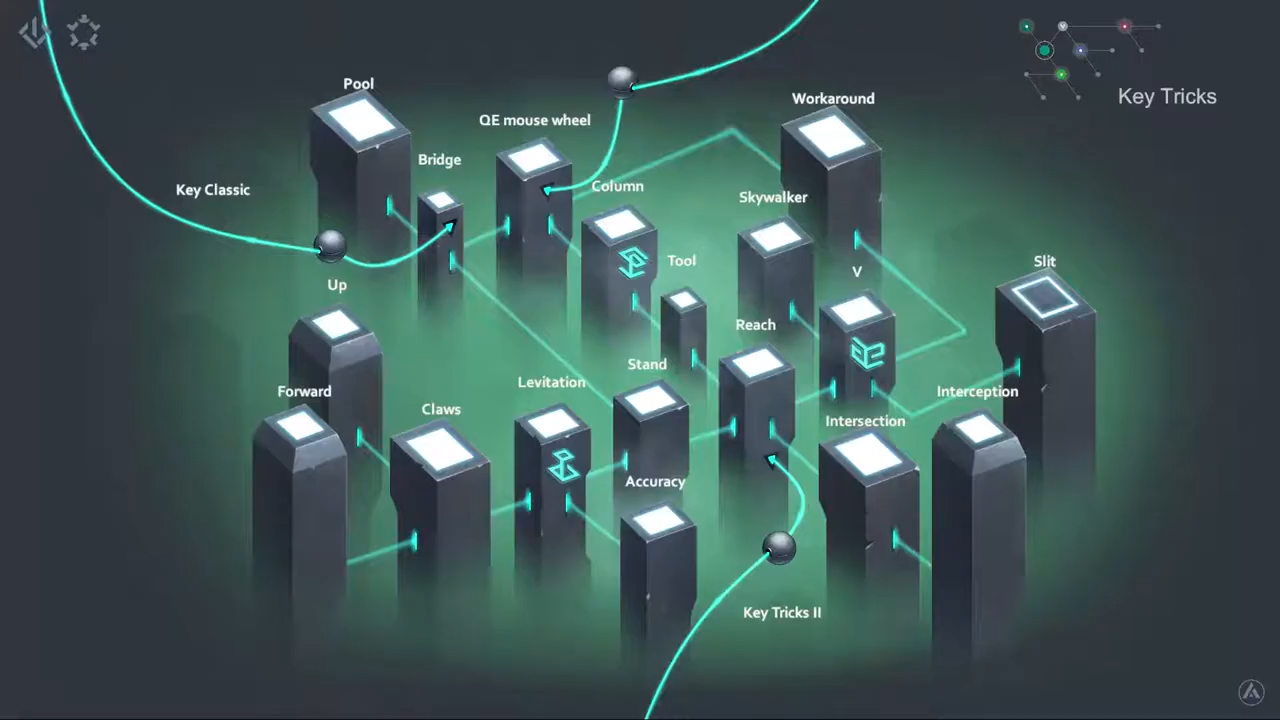 Key Tricks
Pool
Workaround
QE mouse wheel
Bridge
Key Classic
Column
Skywalker
Tool
V
Slit
Up
Reach
Stand
Levitation
Forward
Interception
Claws
Intersection
Accuracy
Key Tricks II